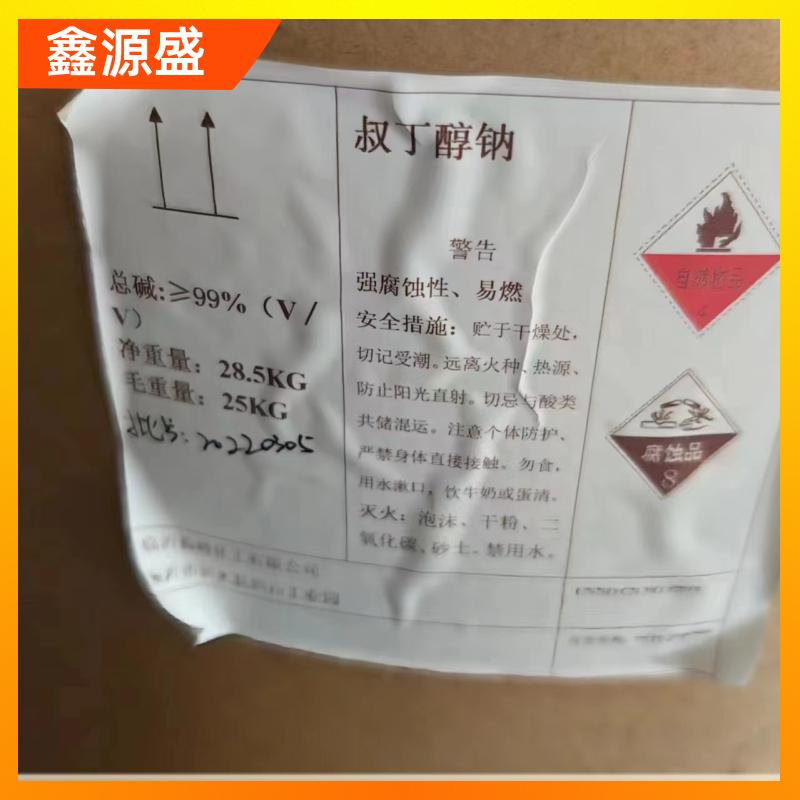 鑫源盛
叔丁醇钠
警告
强腐蚀性、易燃
安全措施：贮于干燥处，
切记受潮。远离火种、热源、
防止阳光直射。切忌与酸类
共储混运。注意个体防护、
严禁身体直接接触。勿食，
用水漱口，饮牛奶或蛋清。
灭火：泡沫、干粉、二
氧化碳、砂土。禁用水。
总碱:≥99%（V/
V）
净重量：28.5KG
毛重量：25KG
批号：20220305
4
腐蚀品
8